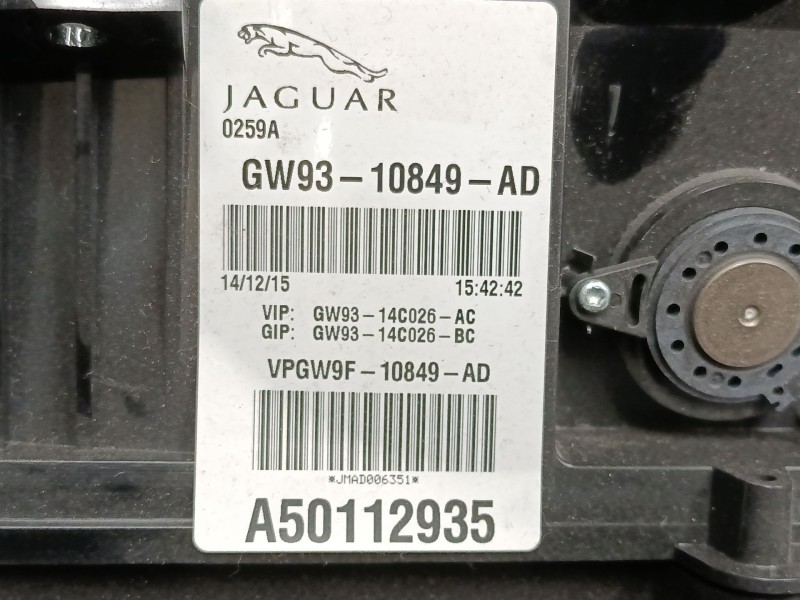 JAGUAR
0259A
GW93-10849-AD
14/12/15 15:42:42
VIP: GW93-14C026-AC
GIP: GW93-14C026-BC
VPGW9F-10849-AD
*JMAD006351*
A50112935